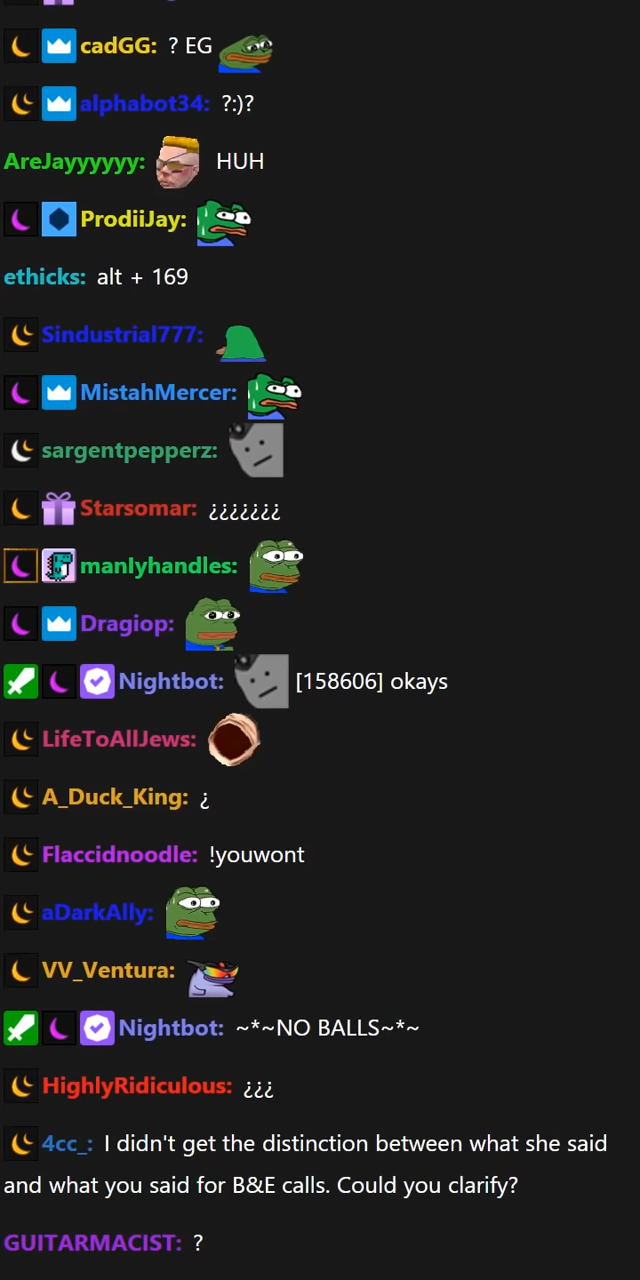 cadGG: ? EG
alphabot34: ?:)?
AreJayyyyyy: HUH
ProdiiJay:
ethicks: alt + 169
Sindustrial777:
MistahMercer:
sargentpepperz:
Starsomar: ¿¿¿¿¿¿¿
manlyhandles:
Dragiop:
Nightbot: [158606] okays
LifeToAllJews:
A_Duck_King: ¿
Flaccidnoodle: !youwont
aDarkAlly:
VV_Ventura:
Nightbot: ~*~NO BALLS~*~
HighlyRidiculous: ¿¿¿
4cc_: I didn't get the distinction between what she said
and what you said for B&E calls. Could you clarify?
GUITARMACIST: ?